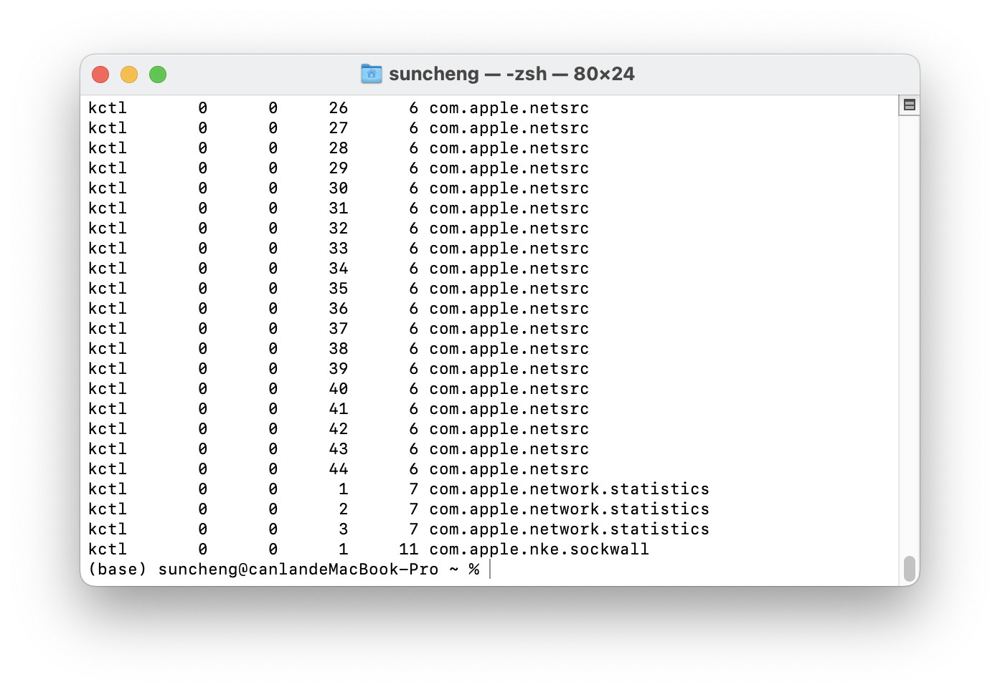 suncheng — -zsh — 80×24
kctl       0      0     26      6 com.apple.netsrc
kctl       0      0     27      6 com.apple.netsrc
kctl       0      0     28      6 com.apple.netsrc
kctl       0      0     29      6 com.apple.netsrc
kctl       0      0     30      6 com.apple.netsrc
kctl       0      0     31      6 com.apple.netsrc
kctl       0      0     32      6 com.apple.netsrc
kctl       0      0     33      6 com.apple.netsrc
kctl       0      0     34      6 com.apple.netsrc
kctl       0      0     35      6 com.apple.netsrc
kctl       0      0     36      6 com.apple.netsrc
kctl       0      0     37      6 com.apple.netsrc
kctl       0      0     38      6 com.apple.netsrc
kctl       0      0     39      6 com.apple.netsrc
kctl       0      0     40      6 com.apple.netsrc
kctl       0      0     41      6 com.apple.netsrc
kctl       0      0     42      6 com.apple.netsrc
kctl       0      0     43      6 com.apple.netsrc
kctl       0      0     44      6 com.apple.netsrc
kctl       0      0      1      7 com.apple.network.statistics
kctl       0      0      2      7 com.apple.network.statistics
kctl       0      0      3      7 com.apple.network.statistics
kctl       0      0      1     11 com.apple.nke.sockwall
(base) suncheng@canlandeMacBook-Pro ~ %